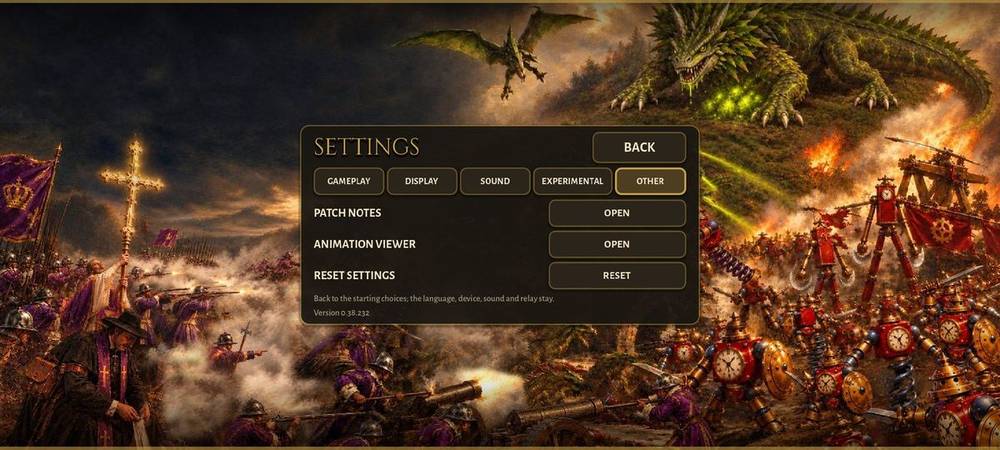 SETTINGS
BACK
GAMEPLAY
DISPLAY
SOUND
EXPERIMENTAL
OTHER
PATCH NOTES
OPEN
ANIMATION VIEWER
OPEN
RESET SETTINGS
RESET
Back to the starting choices; the language, device, sound and relay stay.
Version 0.38.232